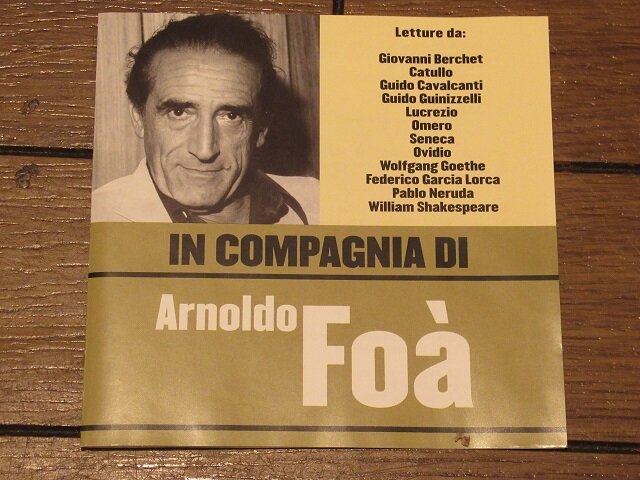 Letture da:
Giovanni Berchet
Catullo
Guido Cavalcanti
Guido Guinizzelli
Lucrezio
Omero
Seneca
Ovidio
Wolfgang Goethe
Federico Garcia Lorca
Pablo Neruda
William Shakespeare
IN COMPAGNIA DI
Arnoldo
Foà